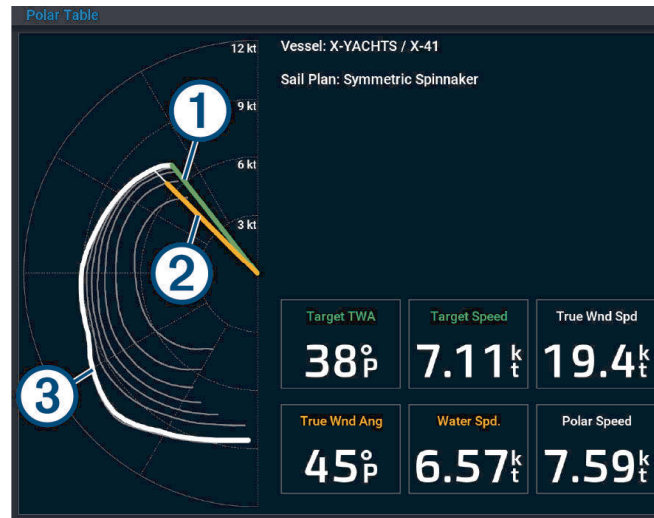 Polar Table
12 kt
Vessel: X-YACHTS / X-41
Sail Plan: Symmetric Spinnaker
9 kt
1
6 kt
3 kt
2
3
Target TWA
Target Speed
True Wnd Spd
38°P
7.11kt
19.4kt
True Wnd Ang
Water Spd.
Polar Speed
45°P
6.57kt
7.59kt